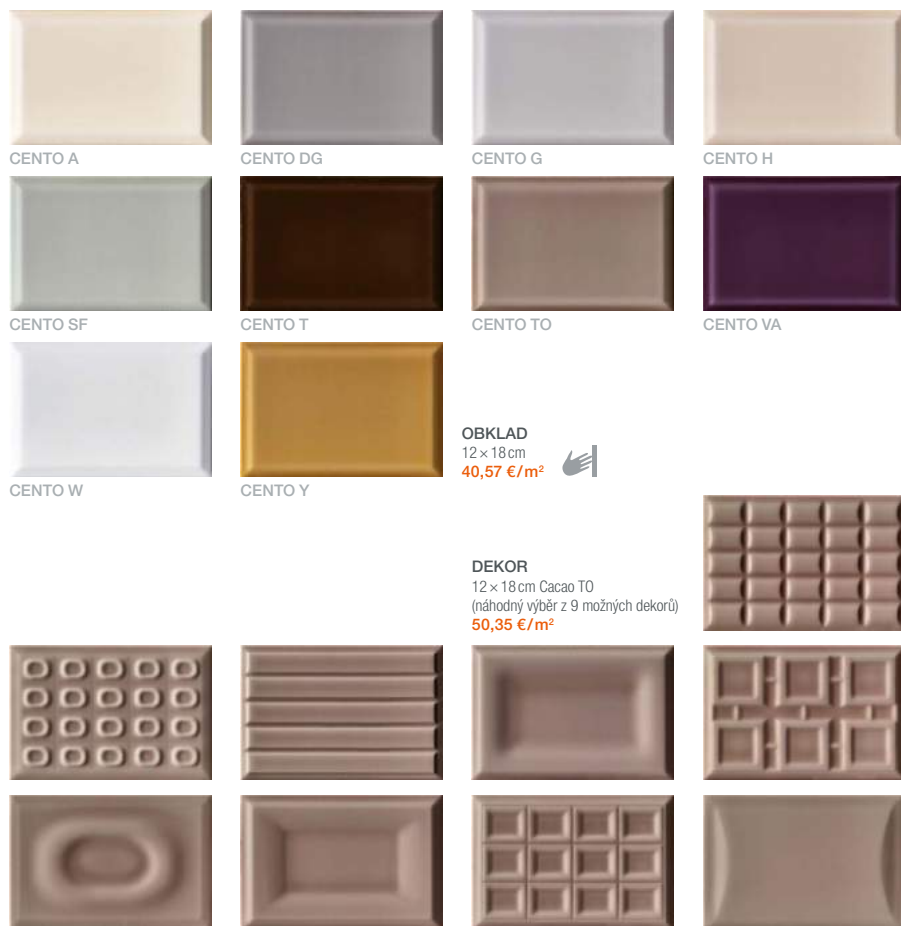 CENTO A
CENTO DG
CENTO G
CENTO H
CENTO SF
CENTO T
CENTO TO
CENTO VA
CENTO W
CENTO Y
OBKLAD
12 × 18 cm
40,57 €/m²
DEKOR
12 × 18 cm Cacao TO
(náhodný výběr z 9 možných dekorů)
50,35 €/m²